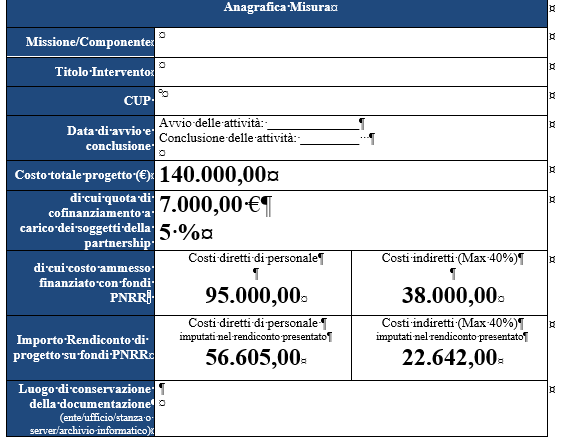 Anagrafica Misura
Missione/Componente
Titolo Intervento
CUP
Data di avvio e
conclusione
Avvio delle attività: _______________
Conclusione delle attività: __________
Costo totale progetto (€)
140.000,00
di cui quota di
cofinanziamento a
carico dei soggetti della
partnership
7.000,00 €
5 %
di cui costo ammesso
finanziato con fondi
PNRR
Costi diretti di personale
95.000,00
Costi indiretti (Max 40%)
38.000,00
Importo Rendiconto di
progetto su fondi PNRR
Costi diretti di personale
imputati nel rendiconto presentato
56.605,00
Costi indiretti (Max 40%)
imputati nel rendiconto presentato
22.642,00
Luogo di conservazione
della documentazione
(ente/ufficio/stanza o
server/archivio informatico)